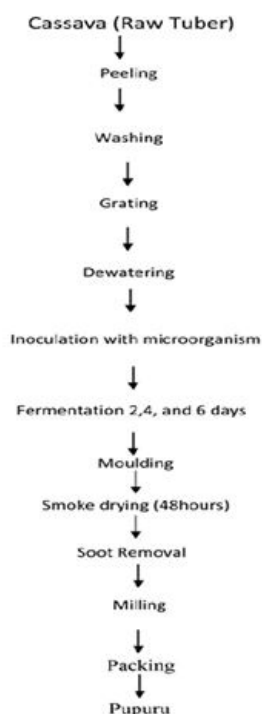 Cassava (Raw Tuber)
Peeling
Washing
Grating
Dewatering
Inoculation with microorganism
Fermentation 2,4, and 6 days
Moulding
Smoke drying (48hours)
Soot Removal
Milling
Packing
Pupuru